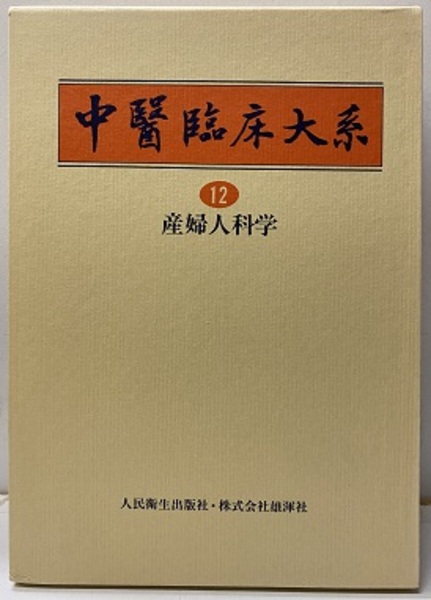 中醫臨床大系
12
産婦人科学
人民衛生出版社・株式会社雄渾社